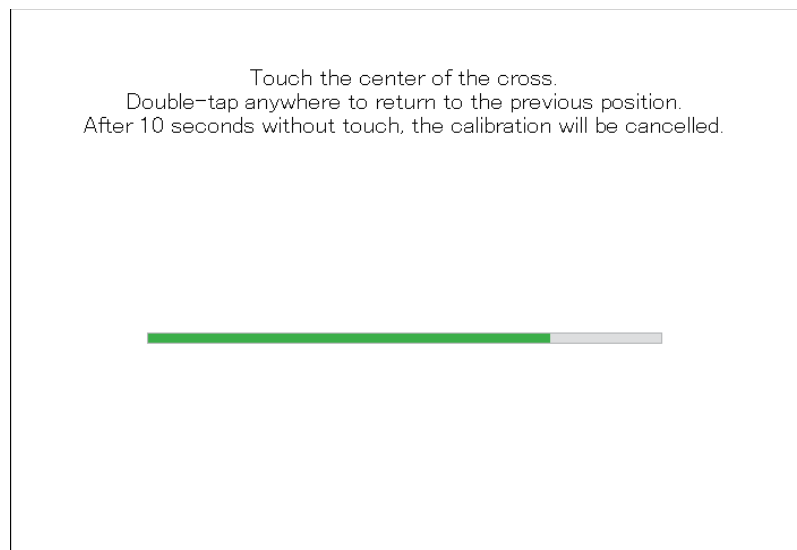 Touch the center of the cross.
Double-tap anywhere to return to the previous position.
After 10 seconds without touch, the calibration will be cancelled.